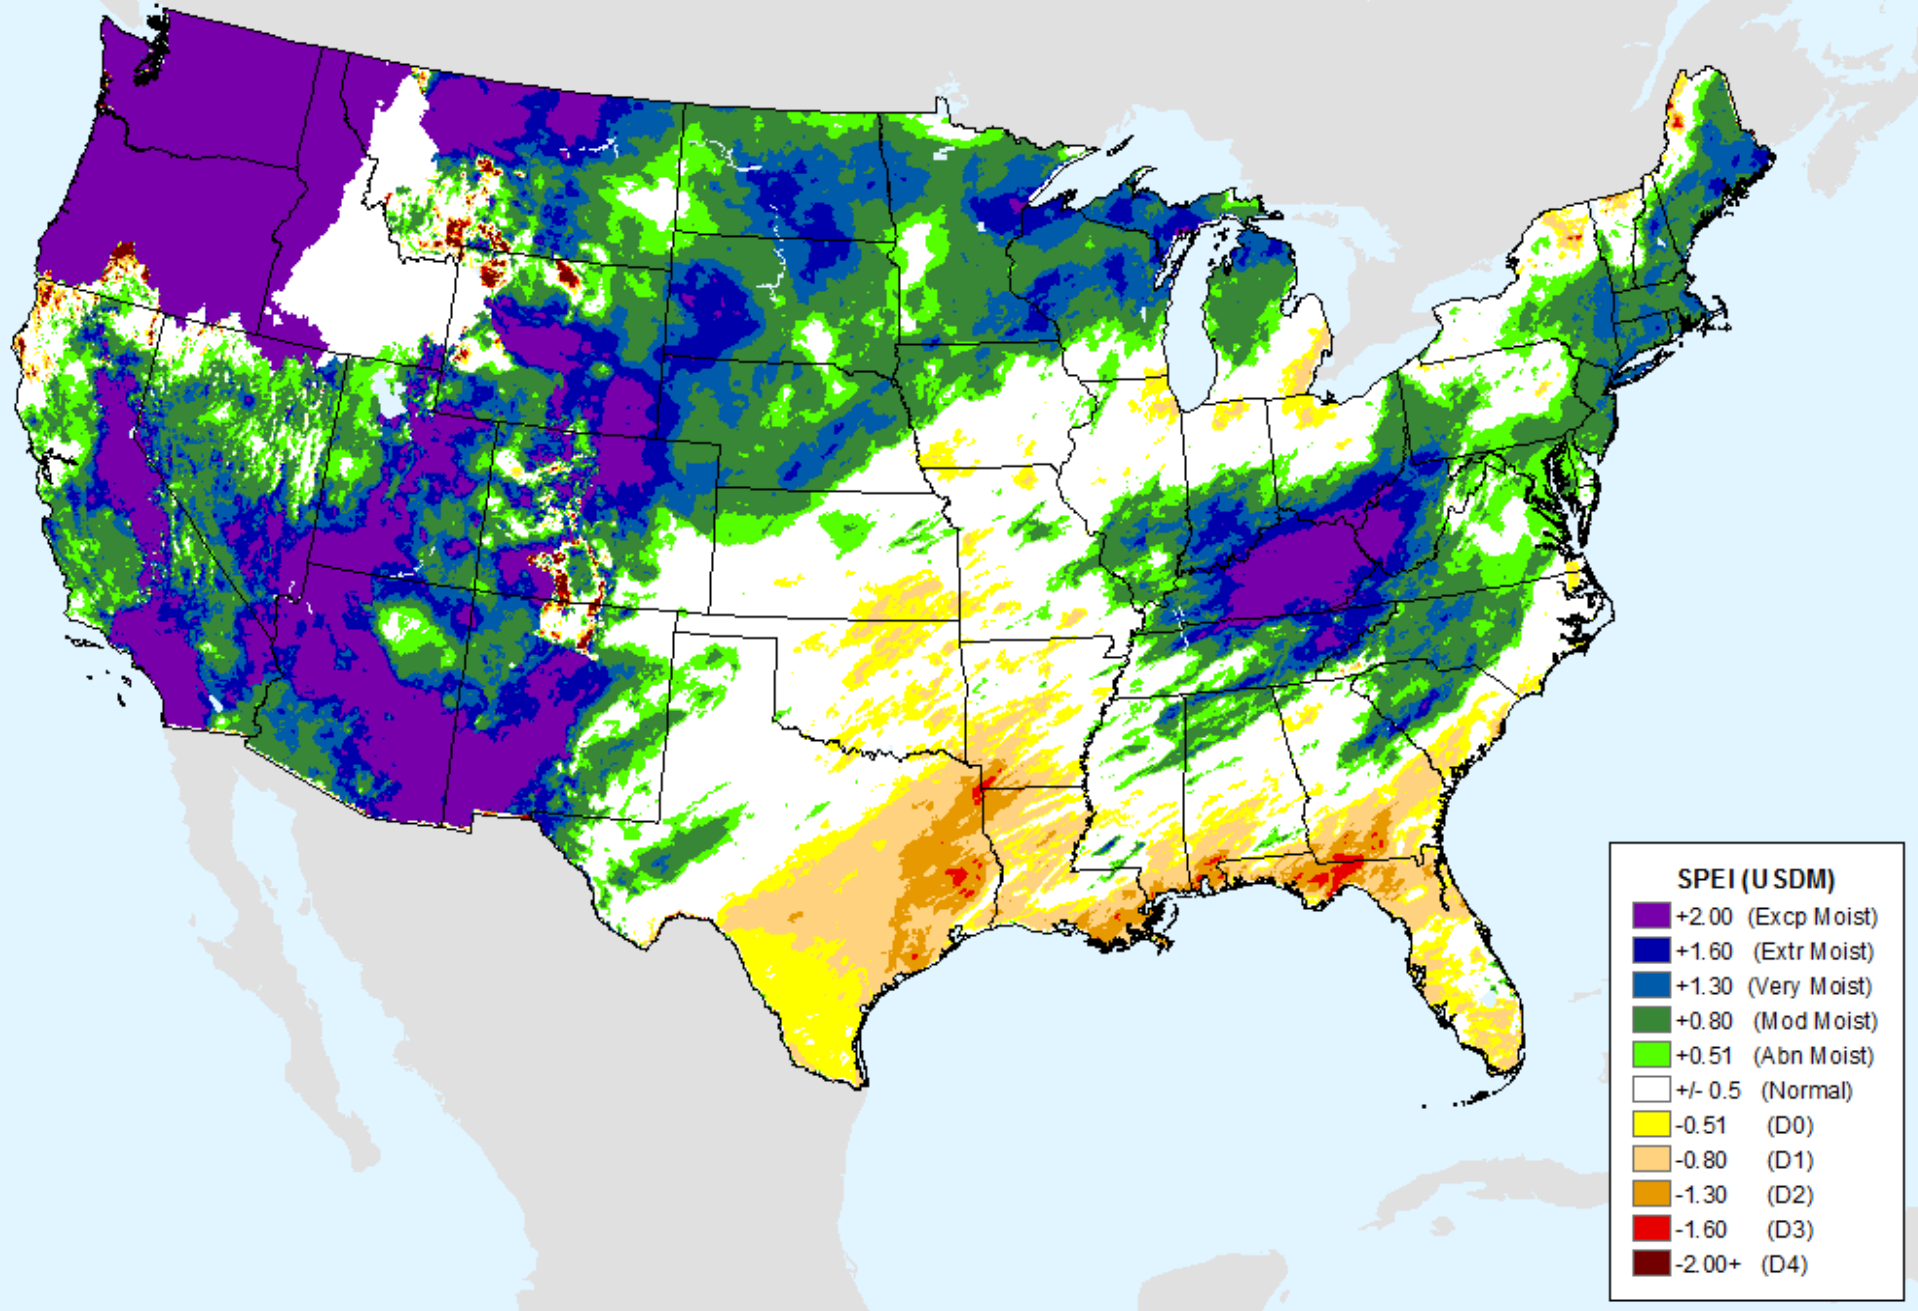 SPEI (USDM)
+2.00 (Excp Moist)
+1.60 (Extr Moist)
+1.30 (Very Moist)
+0.80 (Mod Moist)
+0.51 (Abn Moist)
+/- 0.5 (Normal)
-0.51 (D0)
-0.80 (D1)
-1.30 (D2)
-1.60 (D3)
-2.00+ (D4)